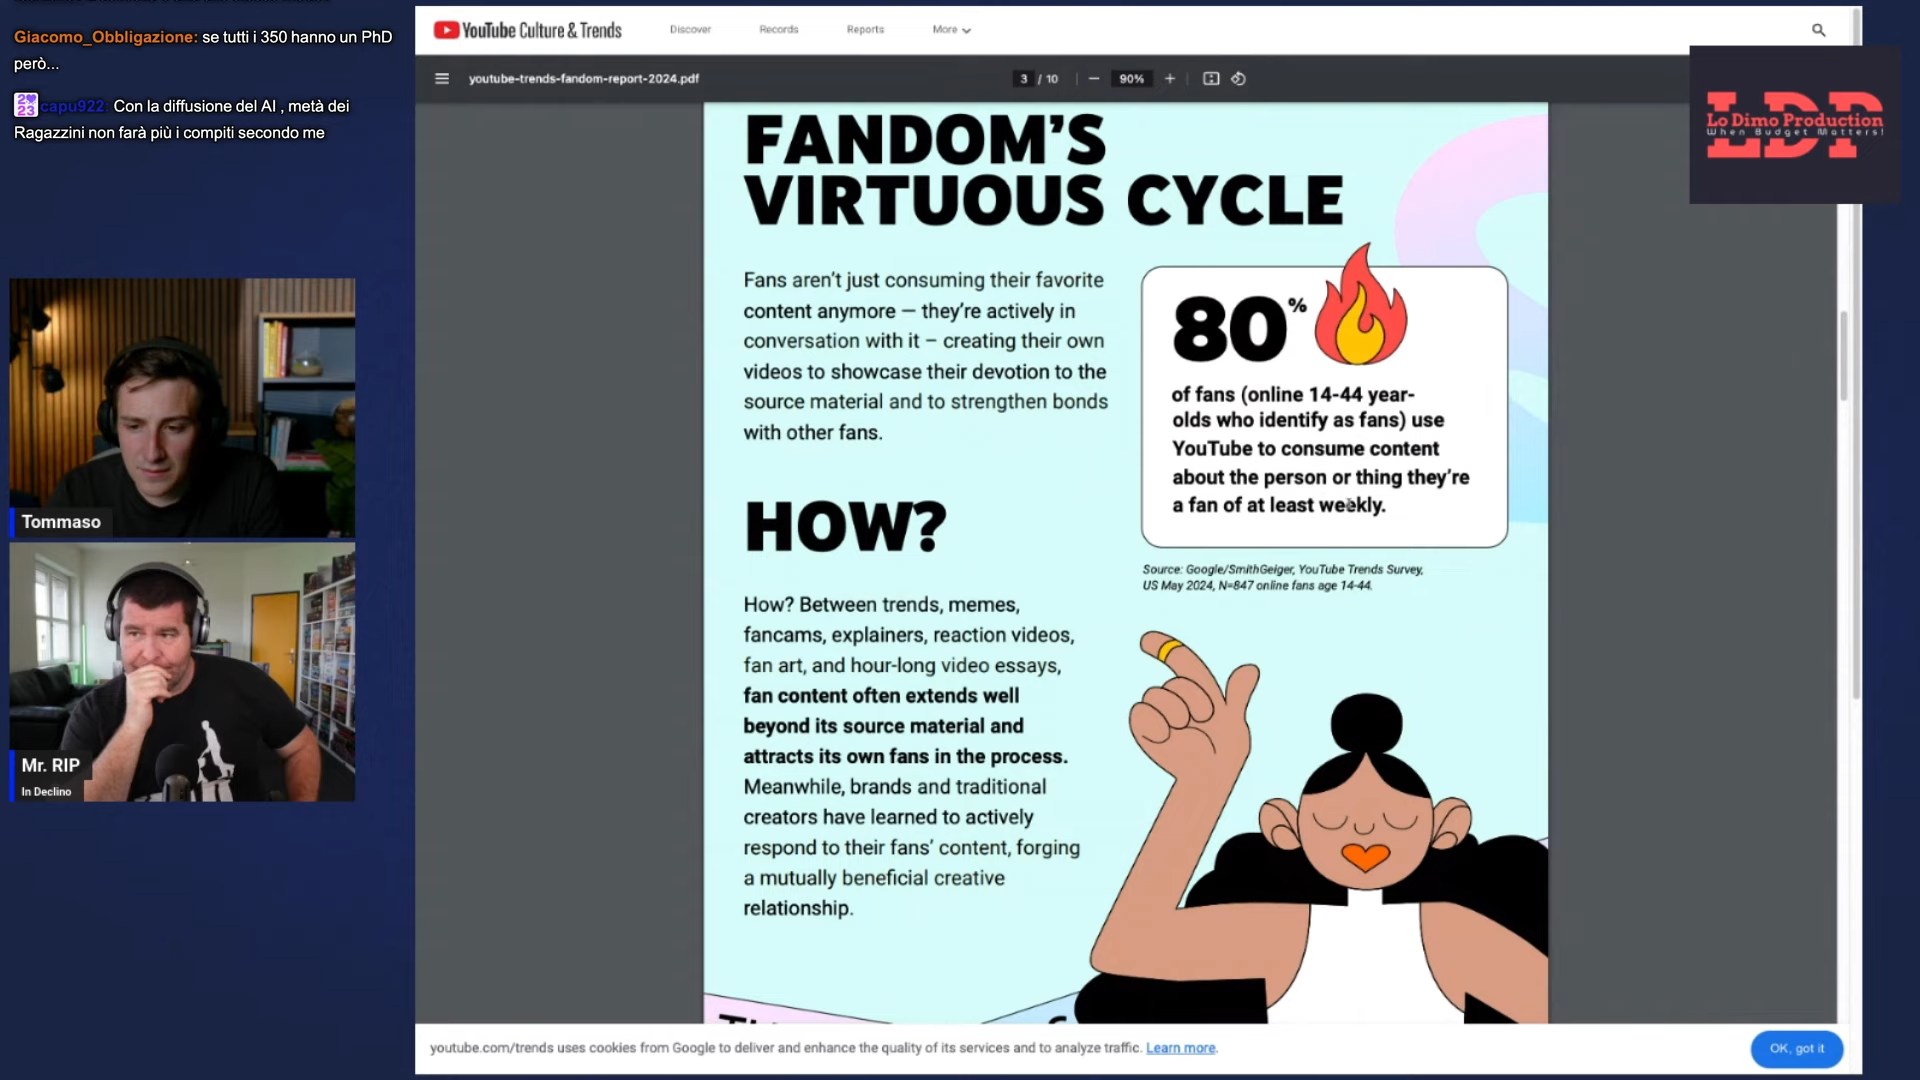 Giacomo_Obbligazione: se tutti i 350 hanno un PhD
però...
capu922: Con la diffusione del AI , metà dei
Ragazzini non farà più i compiti secondo me
Tommaso
Mr. RIP
In Declino
YouTube Culture & Trends
Discover
Records
Reports
More
youtube-trends-fandom-report-2024.pdf
3 / 10
90%
LDP
Lo Dimo Production
When Budget Matters!
FANDOM'S
VIRTUOUS CYCLE
Fans aren't just consuming their favorite
content anymore — they're actively in
conversation with it – creating their own
videos to showcase their devotion to the
source material and to strengthen bonds
with other fans.
80%
of fans (online 14-44 year-
olds who identify as fans) use
YouTube to consume content
about the person or thing they're
a fan of at least weekly.
Source: Google/SmithGeiger, YouTube Trends Survey,
US May 2024, N=847 online fans age 14-44.
HOW?
How? Between trends, memes,
fancams, explainers, reaction videos,
fan art, and hour-long video essays,
fan content often extends well
beyond its source material and
attracts its own fans in the process.
Meanwhile, brands and traditional
creators have learned to actively
respond to their fans' content, forging
a mutually beneficial creative
relationship.
youtube.com/trends uses cookies from Google to deliver and enhance the quality of its services and to analyze traffic. Learn more.
OK, got it